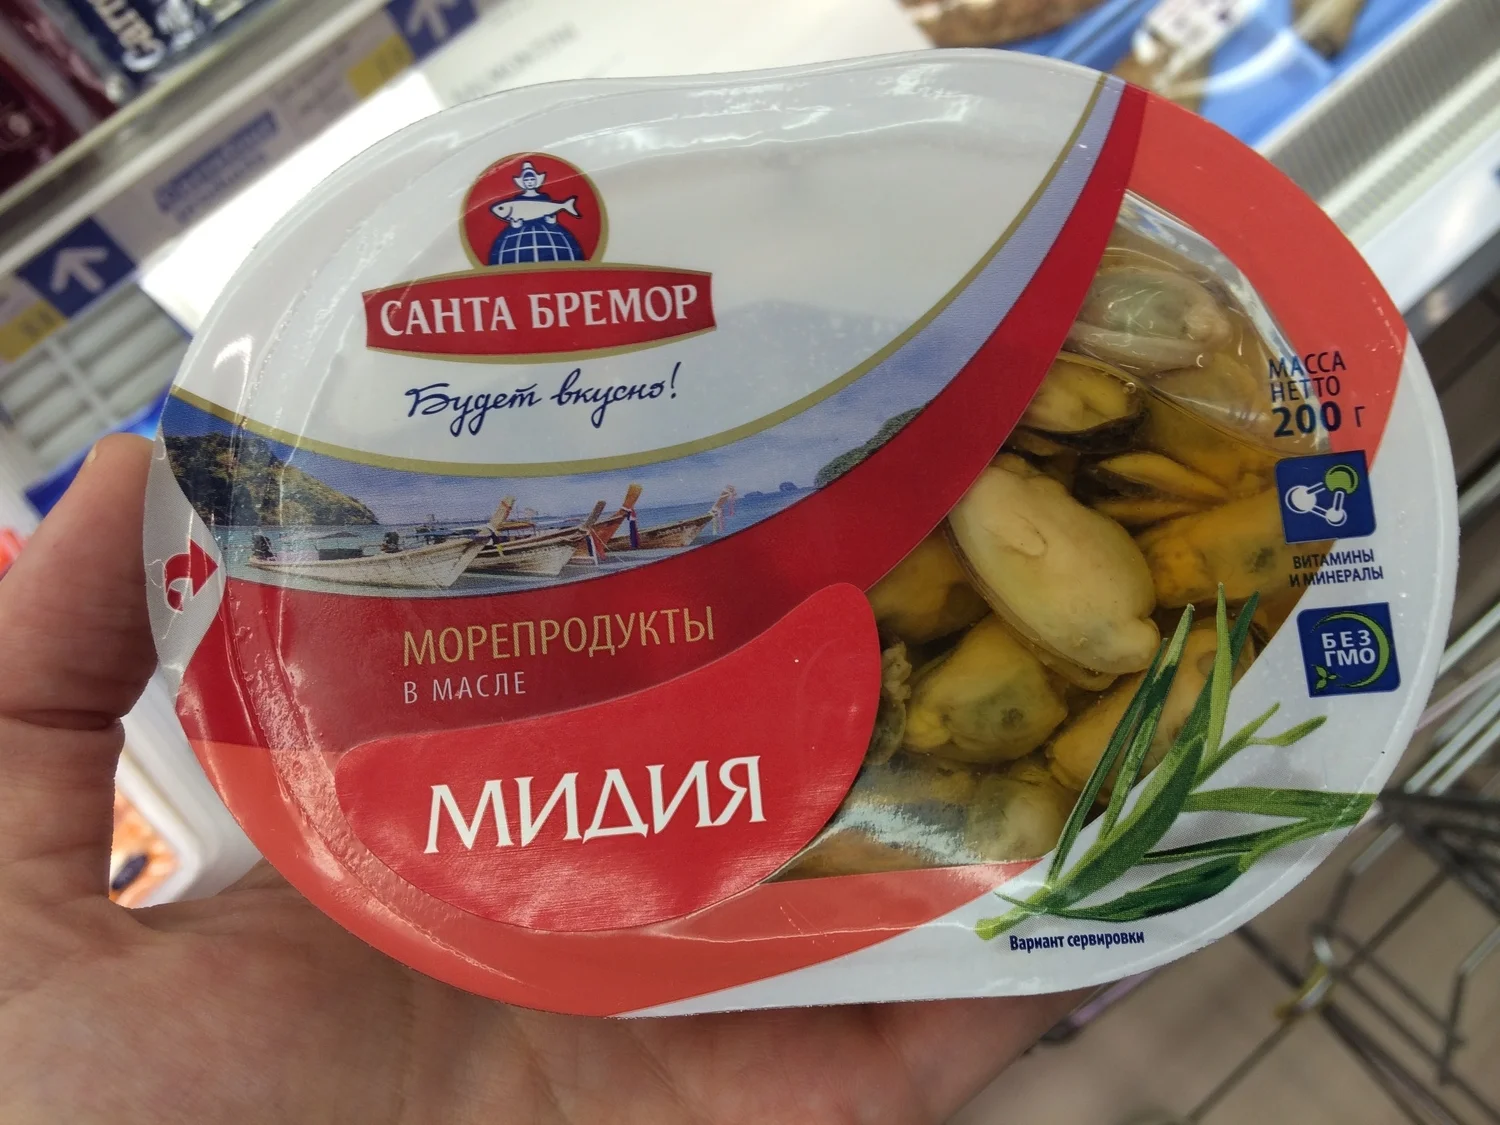 САНТА БРЕМОР
Будет вкусно!
МОРЕПРОДУКТЫ
В МАСЛЕ
МИДИЯ
МАССА
НЕТТО
200 г
ВИТАМИНЫ
И МИНЕРАЛЫ
БЕЗ
ГМО
Вариант сервировки